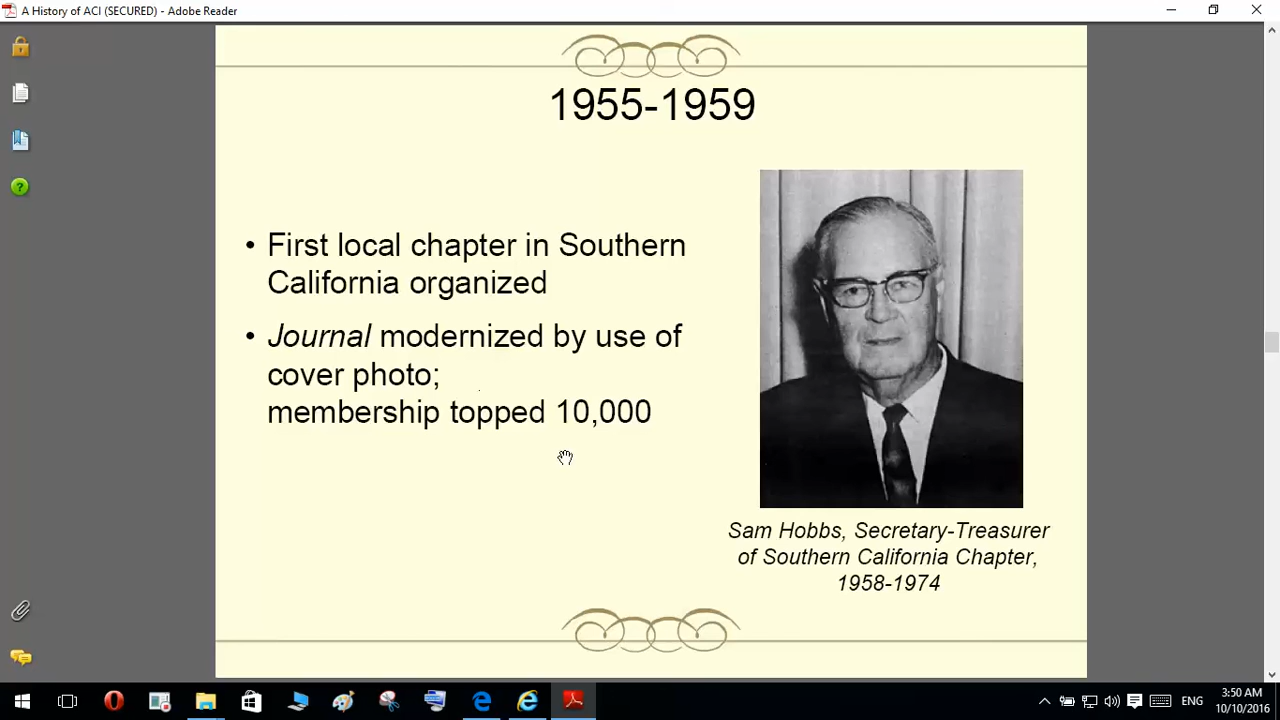 A History of ACI (SECURED) - Adobe Reader
1955-1959
• First local chapter in Southern
California organized
• Journal modernized by use of
cover photo;
membership topped 10,000
Sam Hobbs, Secretary-Treasurer
of Southern California Chapter,
1958-1974
ENG
3:50 AM
10/10/2016